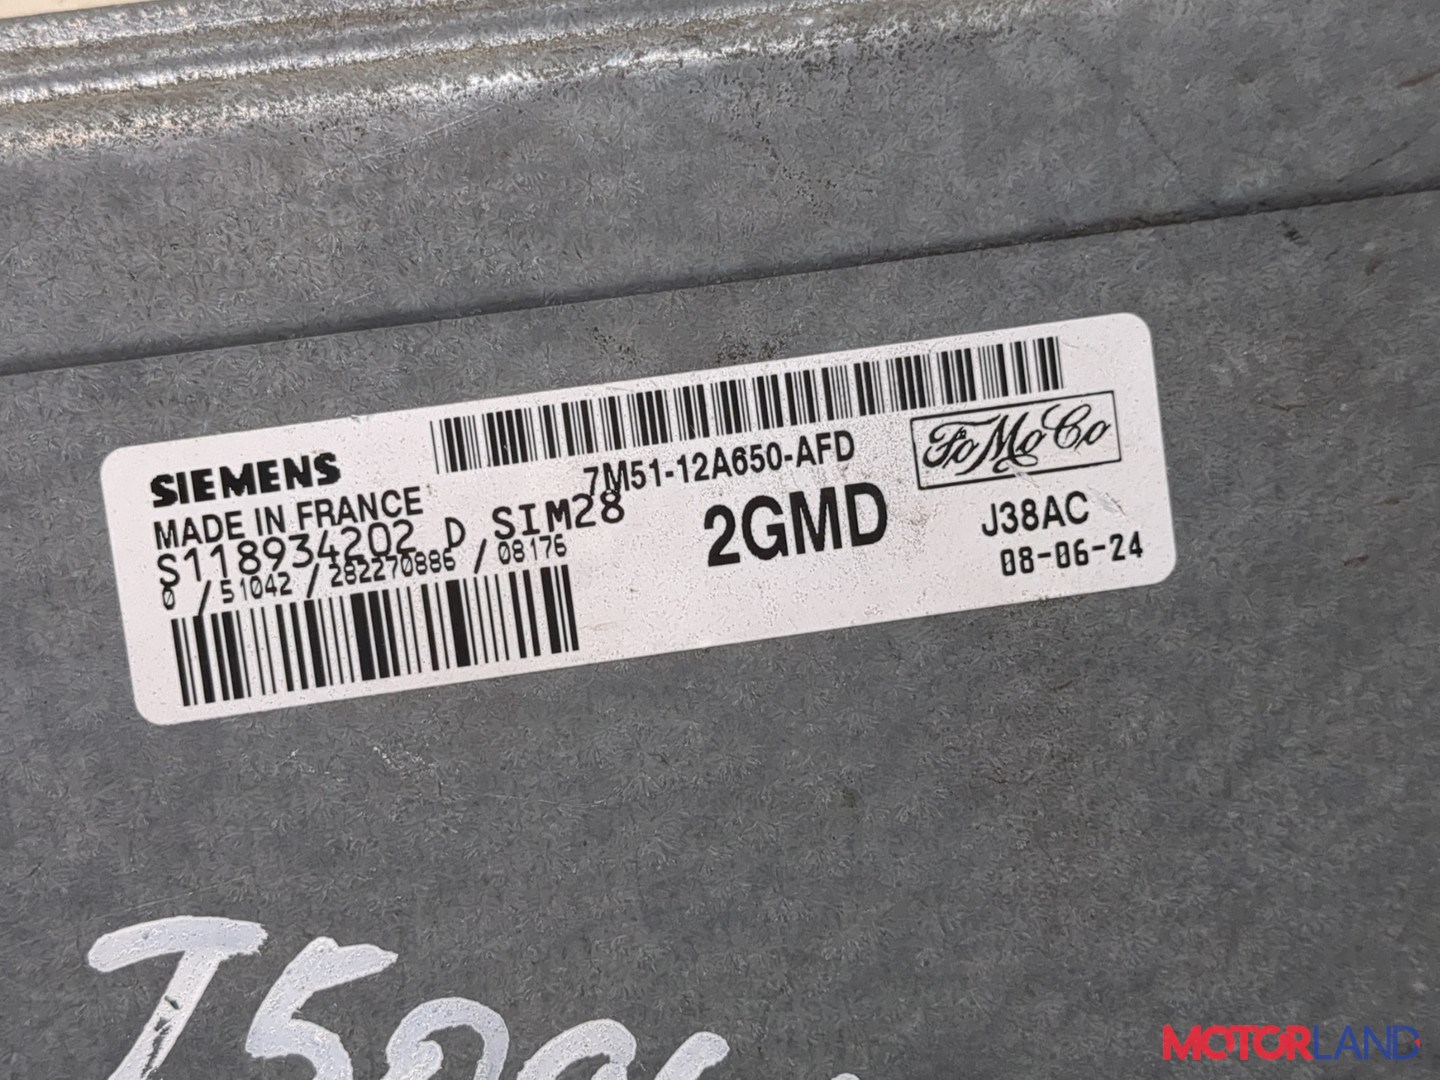 SIEMENS
MADE IN FRANCE
S118934202 D SIM28
0 / 51042 / 282270886 / 08176
7M51-12A650-AFD
2GMD
FoMoCo
J38AC
08-06-24
MOTORLAND